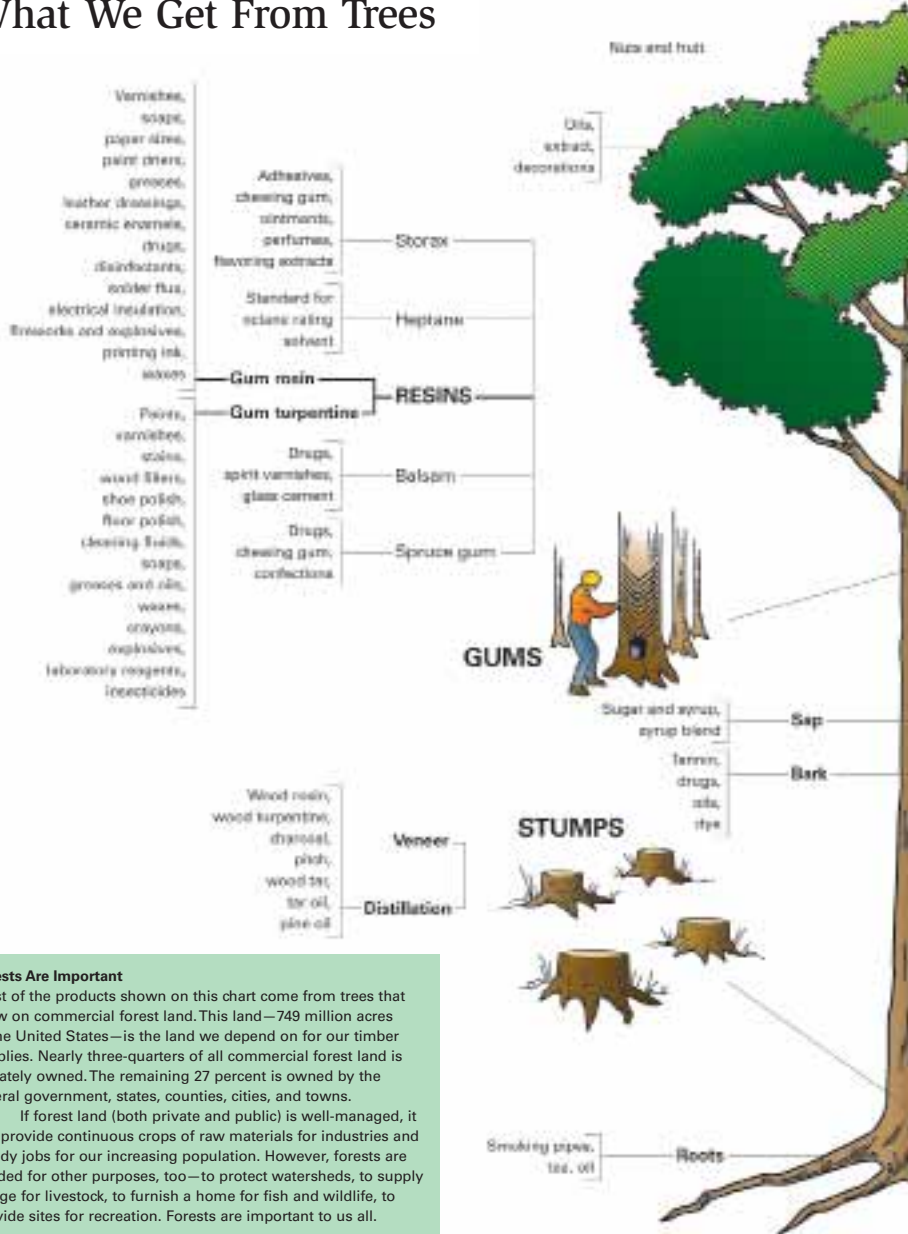 What We Get From Trees
Nuts and fruit
Varnishes,
soaps,
paper sizes,
paint driers,
greases,
leather dressings,
ceramic enamels,
drugs,
disinfectants,
solder flux,
electrical insulation,
fireworks and explosives,
printing ink,
waxes
Gum rosin
Gum turpentine
RESINS
Paints,
varnishes,
stains,
wood fillers,
shoe polish,
floor polish,
cleaning fluids,
soaps,
greases and oils,
waxes,
crayons,
explosives,
laboratory reagents,
insecticides
Adhesives,
chewing gum,
ointments,
perfumes,
flavoring extracts
Storax
Standard for
octane rating
solvent
Heptane
Drugs,
spirit varnishes,
glass cement
Balsam
Drugs,
chewing gum,
confections
Spruce gum
Oils,
extract,
decorations
GUMS
Sugar and syrup,
syrup blend
Sap
Tannin,
drugs,
oils,
dye
Bark
STUMPS
Wood rosin,
wood turpentine,
charcoal,
pitch,
wood tar,
tar oil,
pine oil
Veneer
Distillation
Smoking pipes,
tea, oil
Roots
ests Are Important
st of the products shown on this chart come from trees that
w on commercial forest land. This land—749 million acres
he United States—is the land we depend on for our timber
plies. Nearly three-quarters of all commercial forest land is
ately owned. The remaining 27 percent is owned by the
eral government, states, counties, cities, and towns.
If forest land (both private and public) is well-managed, it
provide continuous crops of raw materials for industries and
dy jobs for our increasing population. However, forests are
ded for other purposes, too—to protect watersheds, to supply
ge for livestock, to furnish a home for fish and wildlife, to
vide sites for recreation. Forests are important to us all.